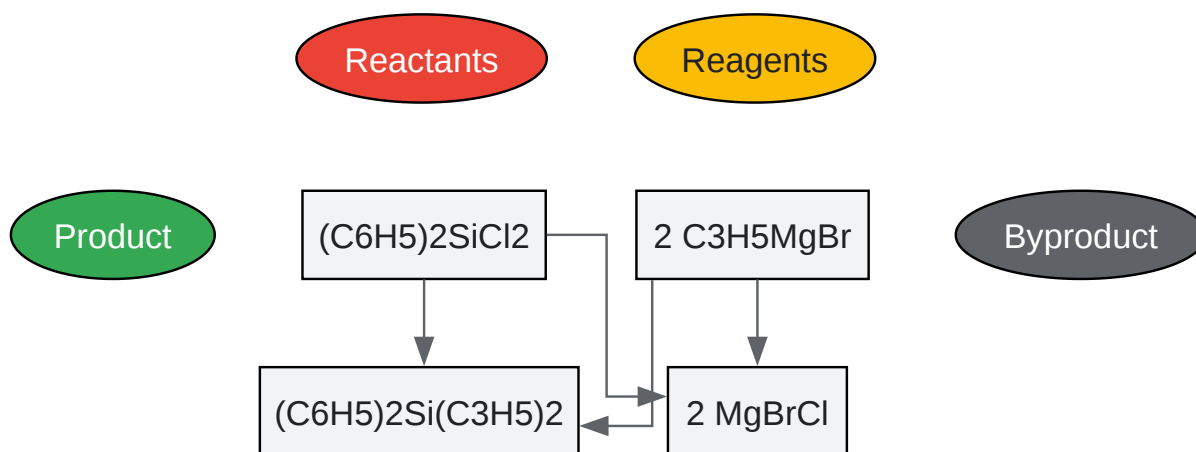 Reactants
Reagents
Product
(C6H5)2SiCl2
2 C3H5MgBr
Byproduct
(C6H5)2Si(C3H5)2
2 MgBrCl